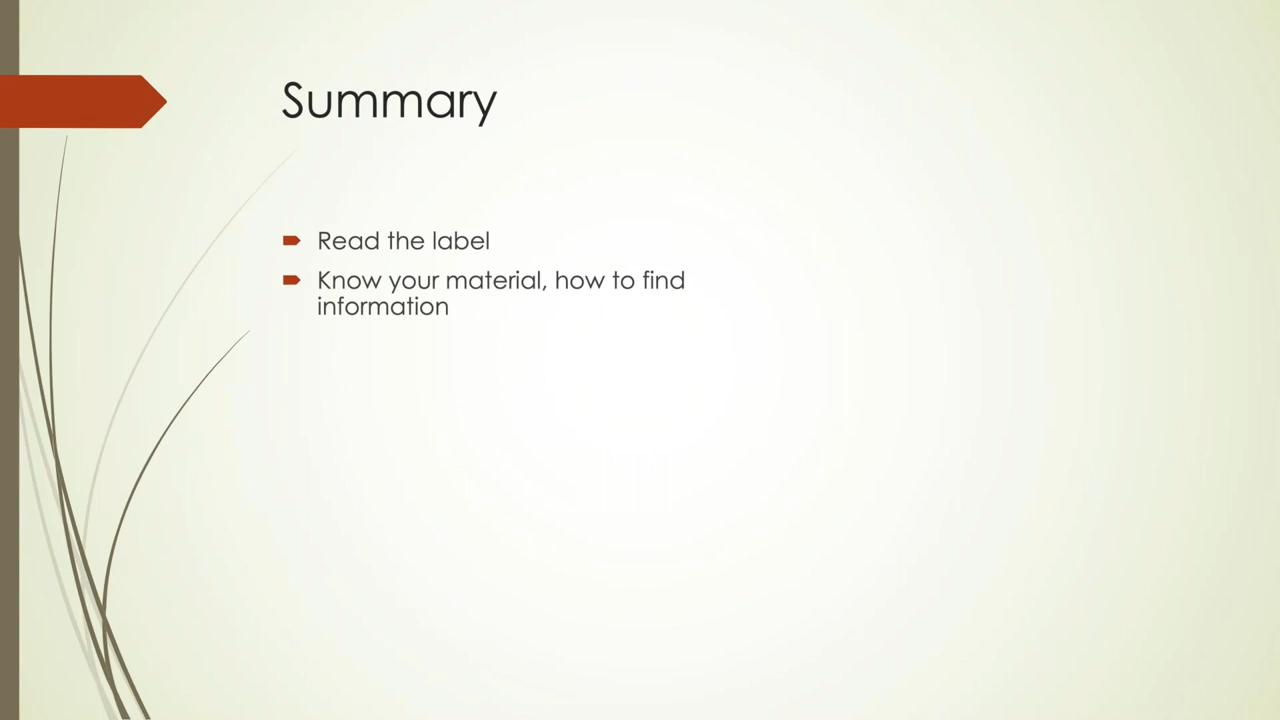 Summary
Read the label
Know your material, how to find
information